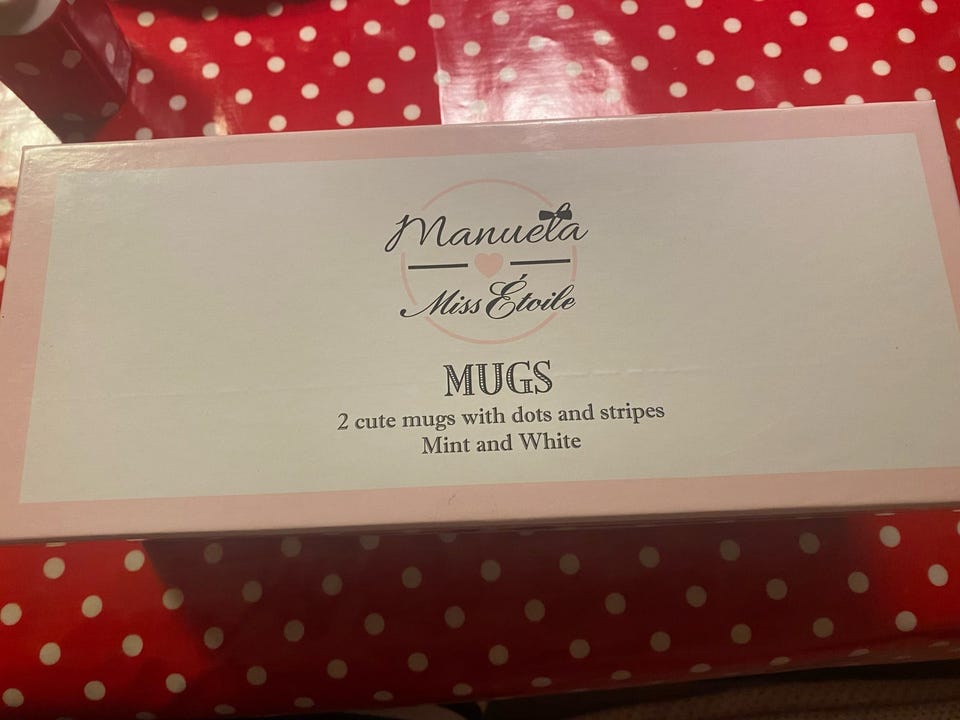 Manuela
Miss Étoile
MUGS
2 cute mugs with dots and stripes
Mint and White